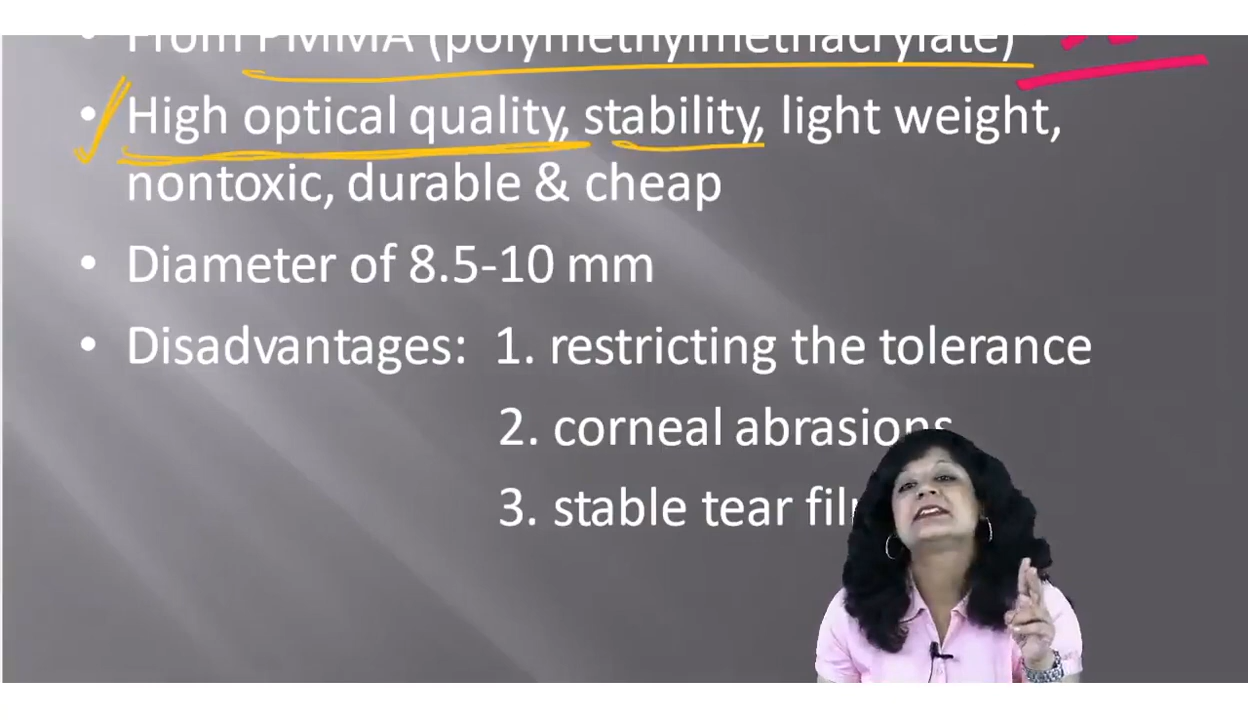 • From PMMA (polymethylmethacrylate)
• High optical quality, stability, light weight,
nontoxic, durable & cheap
• Diameter of 8.5-10 mm
• Disadvantages: 1. restricting the tolerance
2. corneal abrasions
3. stable tear